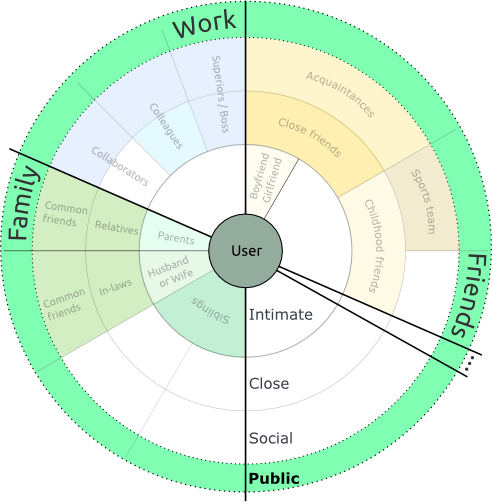 Work
Superiors / Boss
Colleagues
Collaborators
Acquaintances
Close friends
Boyfriend
Girlfriend
Sports team
Childhood friends
Friends
...
Family
Common
friends
Relatives
Parents
Husband
or Wife
In-laws
Common
friends
Siblings
User
Intimate
Close
Social
Public